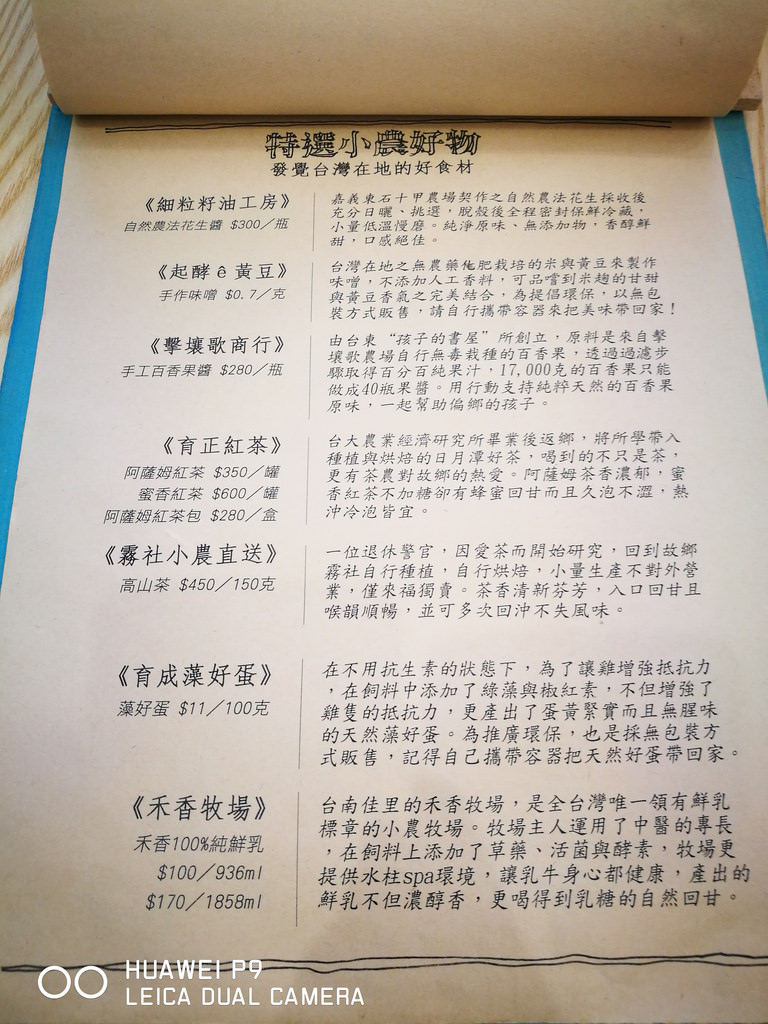 特選小農好物
發覺台灣在地的好食材
《細粒籽油工房》
自然農法花生醬 $300／瓶
嘉義東石十甲農場契作之自然農法花生採收後
充分日曬、挑選，脫殼後全程密封保鮮冷藏，
小量低溫慢磨。純淨原味、無添加物，香醇鮮
甜，口感絕佳。
《起酵ê黃豆》
手作味噌 $0.7／克
台灣在地之無農藥化肥栽培的米與黃豆來製作
味噌，不添加人工香料，可品嚐到米麴的甘甜
與黃豆香氣之完美結合，為提倡環保，以無包
裝方式販售，請自行攜帶容器來把美味帶回家！
《擊壤歌商行》
手工百香果醬 $280／瓶
由台東“孩子的書屋”所創立，原料是來自擊
壤歌農場自行無毒栽種的百香果，透過過濾步
驟取得百分百純果汁，17,000克的百香果只能
做成40瓶果醬。用行動支持純粹天然的百香果
原味，一起幫助偏鄉的孩子。
《育正紅茶》
阿薩姆紅茶 $350／罐
蜜香紅茶 $600／罐
阿薩姆紅茶包 $280／盒
台大農業經濟研究所畢業後返鄉，將所學帶入
種植與烘焙的日月潭好茶，喝到的不只是茶，
更有茶農對故鄉的熱愛。阿薩姆茶香濃郁，蜜
香紅茶不加糖卻有蜂蜜回甘而且久泡不澀，熱
沖冷泡皆宜。
《霧社小農直送》
高山茶 $450／150克
一位退休警官，因愛茶而開始研究，回到故鄉
霧社自行種植，自行烘焙，小量生產不對外營
業，僅來福獨賣。茶香清新芬芳，入口回甘且
喉韻順暢，並可多次回沖不失風味。
《育成藻好蛋》
藻好蛋 $11／100克
在不用抗生素的狀態下，為了讓雞增強抵抗力
，在飼料中添加了綠藻與椒紅素，不但增強了
雞隻的抵抗力，更產出了蛋黃緊實而且無腥味
的天然藻好蛋。為推廣環保，也是採無包裝方
式販售，記得自己攜帶容器把天然好蛋帶回家。
《禾香牧場》
禾香100%純鮮乳
$100／936ml
$170／1858ml
台南佳里的禾香牧場，是全台灣唯一領有鮮乳
標章的小農牧場。牧場主人運用了中醫的專長
，在飼料上添加了草藥、活菌與酵素，牧場更
提供水柱spa環境，讓乳牛身心都健康，產出的
鮮乳不但濃醇香，更喝得到乳糖的自然回甘。
HUAWEI P9
LEICA DUAL CAMERA